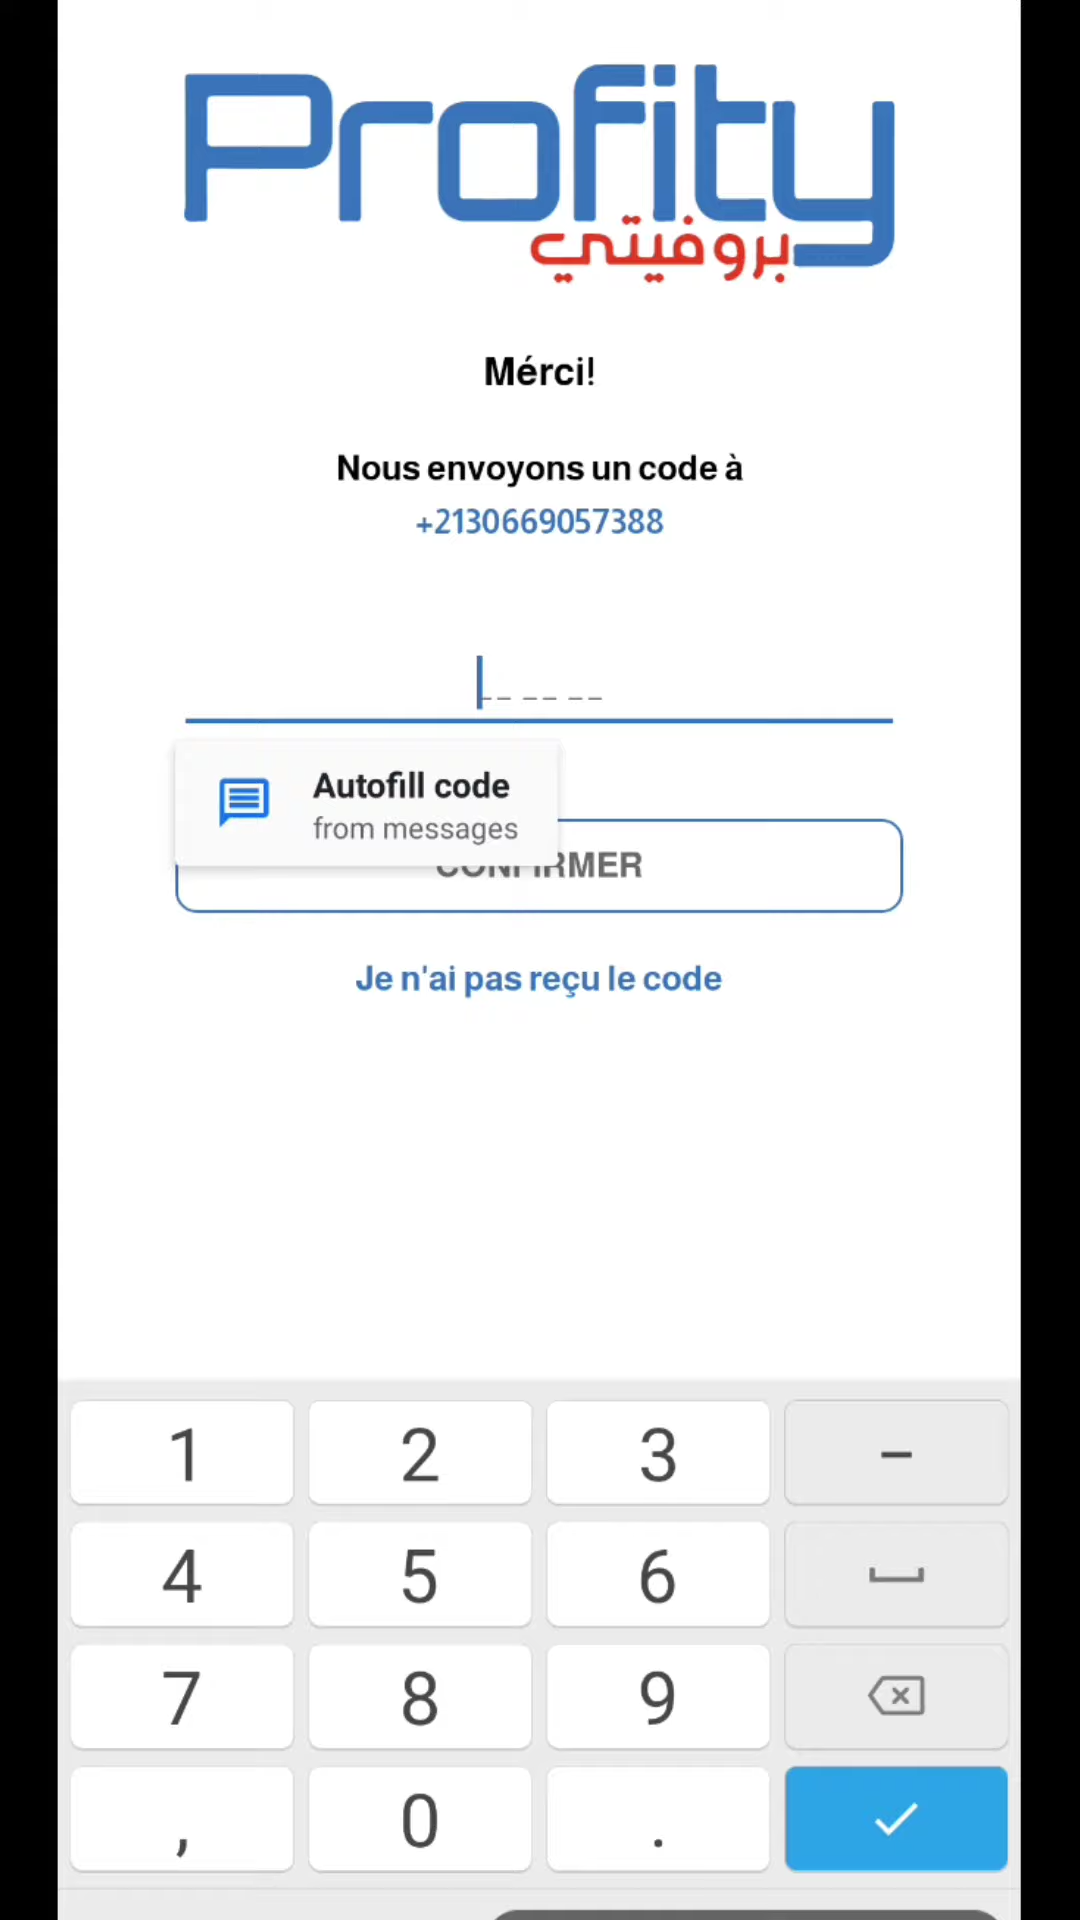 Profity
بروفيتي
Mérci!
Nous envoyons un code à
+2130669057388
-- -- --
Autofill code
from messages
CONFIRMER
Je n'ai pas reçu le code
1 2 3 -
4 5 6
7 8 9
, 0 .